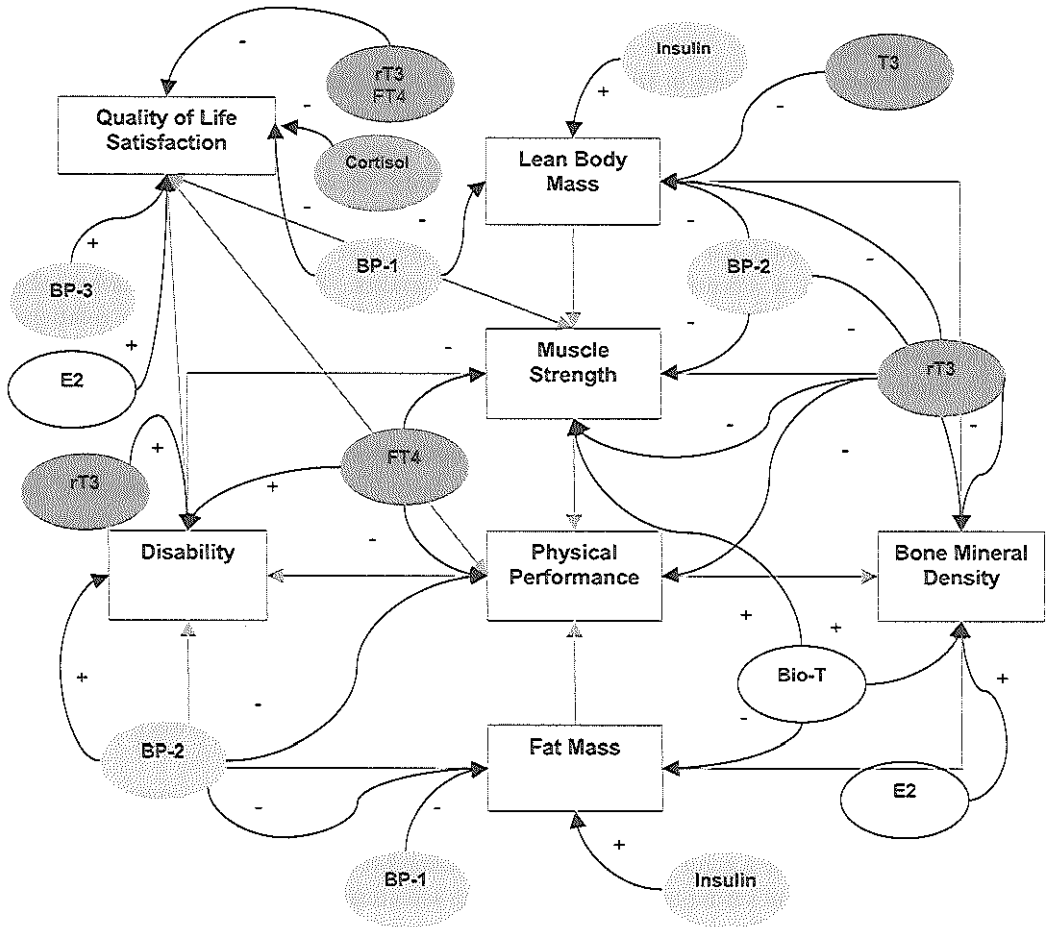 -
Insulin
T3
rT3
FT4
-
+
-
Quality of Life
Satisfaction
Cortisol
Lean Body
Mass
-
-
-
+
BP-1
BP-2
-
BP-3
-
-
+
Muscle
Strength
E2
-
rT3
-
-
+
FT4
-
rT3
+
-
Disability
Physical
Performance
Bone Mineral
Density
+
+
+
Bio-T
+
-
-
BP-2
Fat Mass
E2
-
-
+
BP-1
Insulin